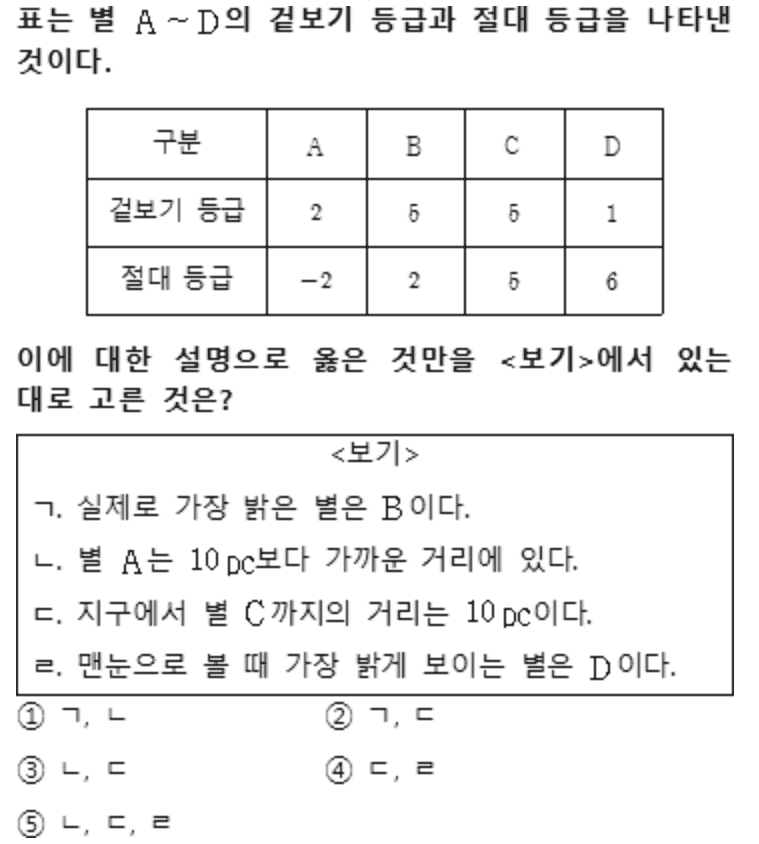 표는 별 A ~ D의 겉보기 등급과 절대 등급을 나타낸
것이다.
구분 A B C D
겉보기 등급 2 5 5 1
절대 등급 -2 2 5 6
이에 대한 설명으로 옳은 것만을 <보기>에서 있는
대로 고른 것은?
<보기>
ㄱ. 실제로 가장 밝은 별은 B이다.
ㄴ. 별 A는 10pc보다 가까운 거리에 있다.
ㄷ. 지구에서 별 C까지의 거리는 10pc이다.
ㄹ. 맨눈으로 볼 때 가장 밝게 보이는 별은 D이다.
① ㄱ, ㄴ ② ㄱ, ㄷ
③ ㄴ, ㄷ ④ ㄷ, ㄹ
⑤ ㄴ, ㄷ, ㄹ